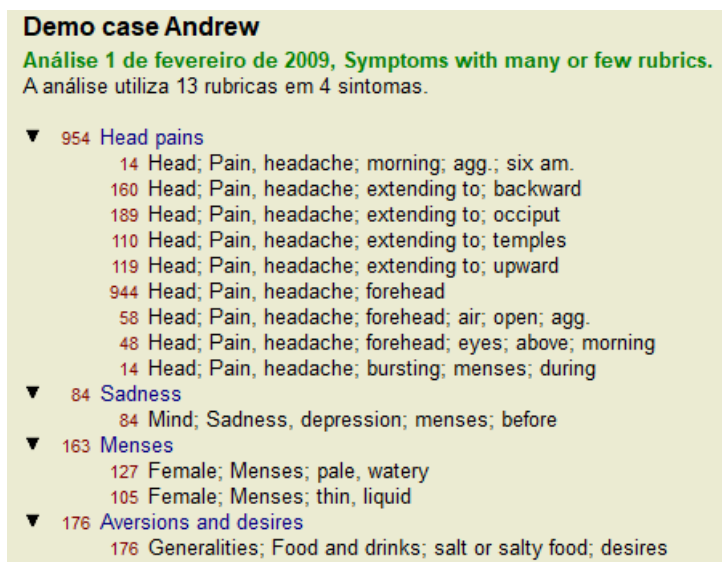 Demo case Andrew
Análise 1 de fevereiro de 2009, Symptoms with many or few rubrics.
A análise utiliza 13 rubricas em 4 sintomas.
▼ 954 Head pains
14 Head; Pain, headache; morning; agg.; six am.
160 Head; Pain, headache; extending to; backward
189 Head; Pain, headache; extending to; occiput
110 Head; Pain, headache; extending to; temples
119 Head; Pain, headache; extending to; upward
944 Head; Pain, headache; forehead
58 Head; Pain, headache; forehead; air; open; agg.
48 Head; Pain, headache; forehead; eyes; above; morning
14 Head; Pain, headache; bursting; menses; during
▼ 84 Sadness
84 Mind; Sadness, depression; menses; before
▼ 163 Menses
127 Female; Menses; pale, watery
105 Female; Menses; thin, liquid
▼ 176 Aversions and desires
176 Generalities; Food and drinks; salt or salty food; desires